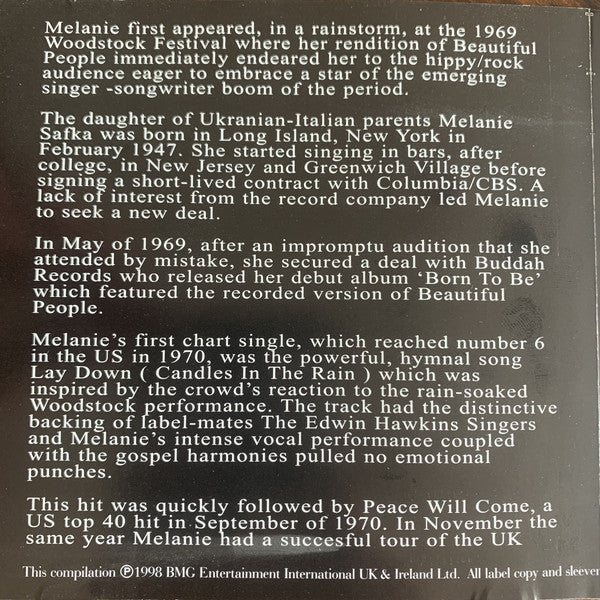 Melanie first appeared, in a rainstorm, at the 1969
Woodstock Festival where her rendition of Beautiful
People immediately endeared her to the hippy/rock
audience eager to embrace a star of the emerging
singer -songwriter boom of the period.
The daughter of Ukranian-Italian parents Melanie
Safka was born in Long Island, New York in
February 1947. She started singing in bars, after
college, in New Jersey and Greenwich Village before
signing a short-lived contract with Columbia/CBS. A
lack of interest from the record company led Melanie
to seek a new deal.
In May of 1969, after an impromptu audition that she
attended by mistake, she secured a deal with Buddah
Records who released her debut album ‘Born To Be’
which featured the recorded version of Beautiful
People.
Melanie’s first chart single, which reached number 6
in the US in 1970, was the powerful, hymnal song
Lay Down ( Candles In The Rain ) which was
inspired by the crowd’s reaction to the rain-soaked
Woodstock performance. The track had the distinctive
backing of label-mates The Edwin Hawkins Singers
and Melanie’s intense vocal performance coupled
with the gospel harmonies pulled no emotional
punches.
This hit was quickly followed by Peace Will Come, a
US top 40 hit in September of 1970. In November the
same year Melanie had a succesful tour of the UK
This compilation ℗1998 BMG Entertainment International UK & Ireland Ltd. All label copy and sleeven